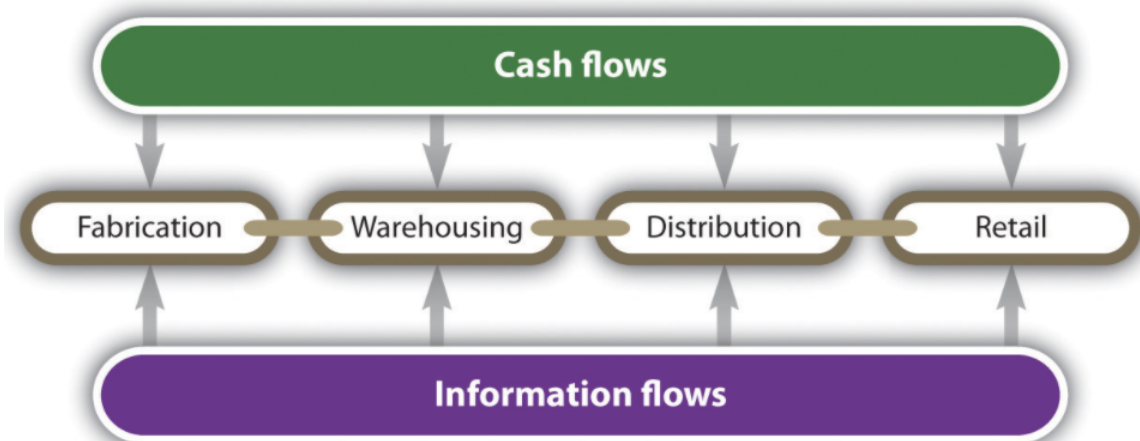 Cash flows
Fabrication Warehousing Distribution Retail
Information flows